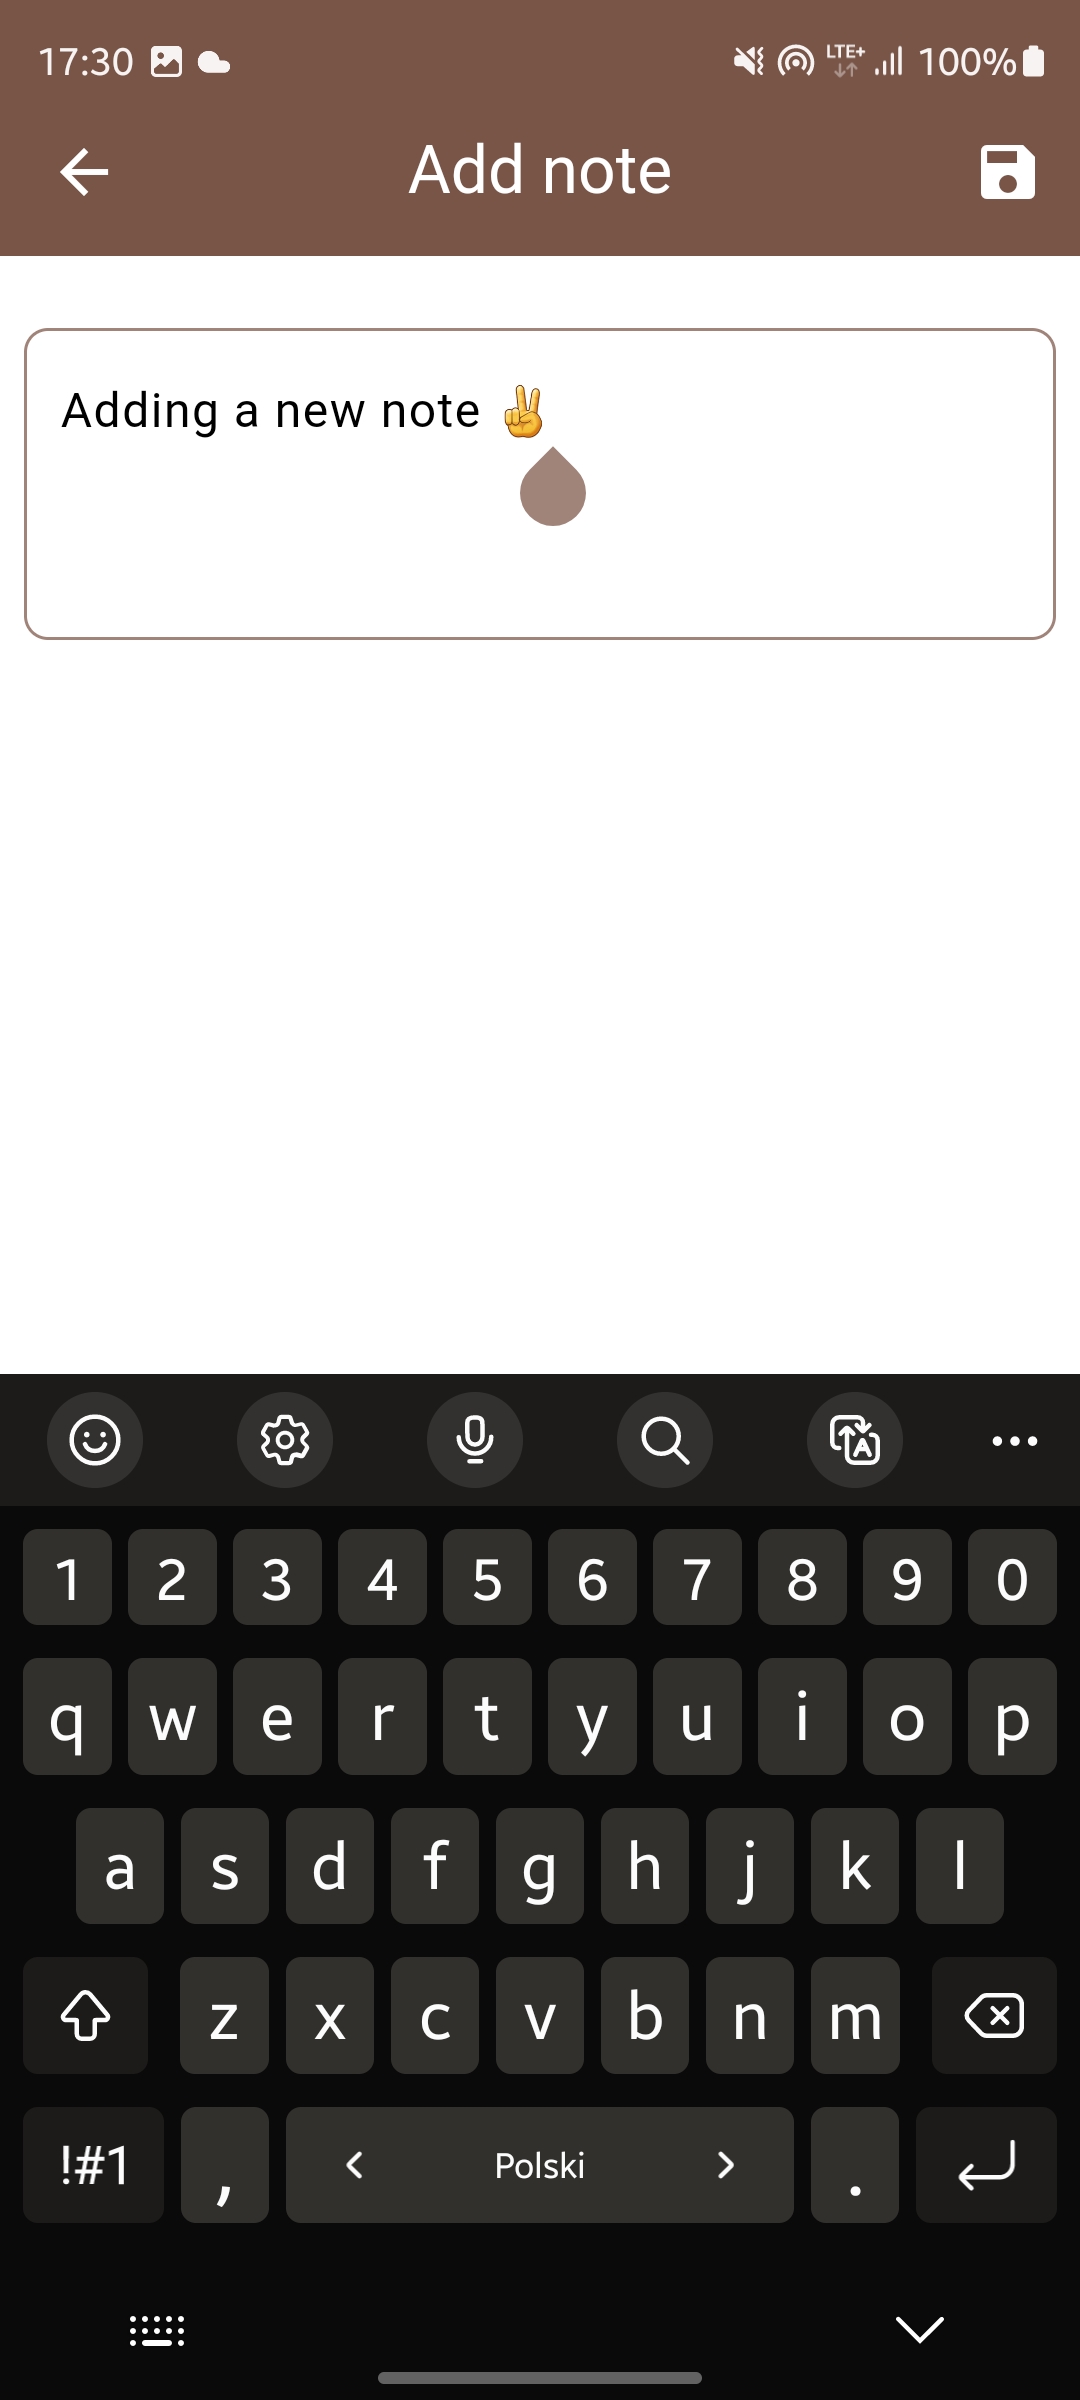 17:30 LTE+ 100%
Add note
Adding a new note ✌️
1 2 3 4 5 6 7 8 9 0
q w e r t y u i o p
a s d f g h j k l
z x c v b n m
!#1 , Polski .